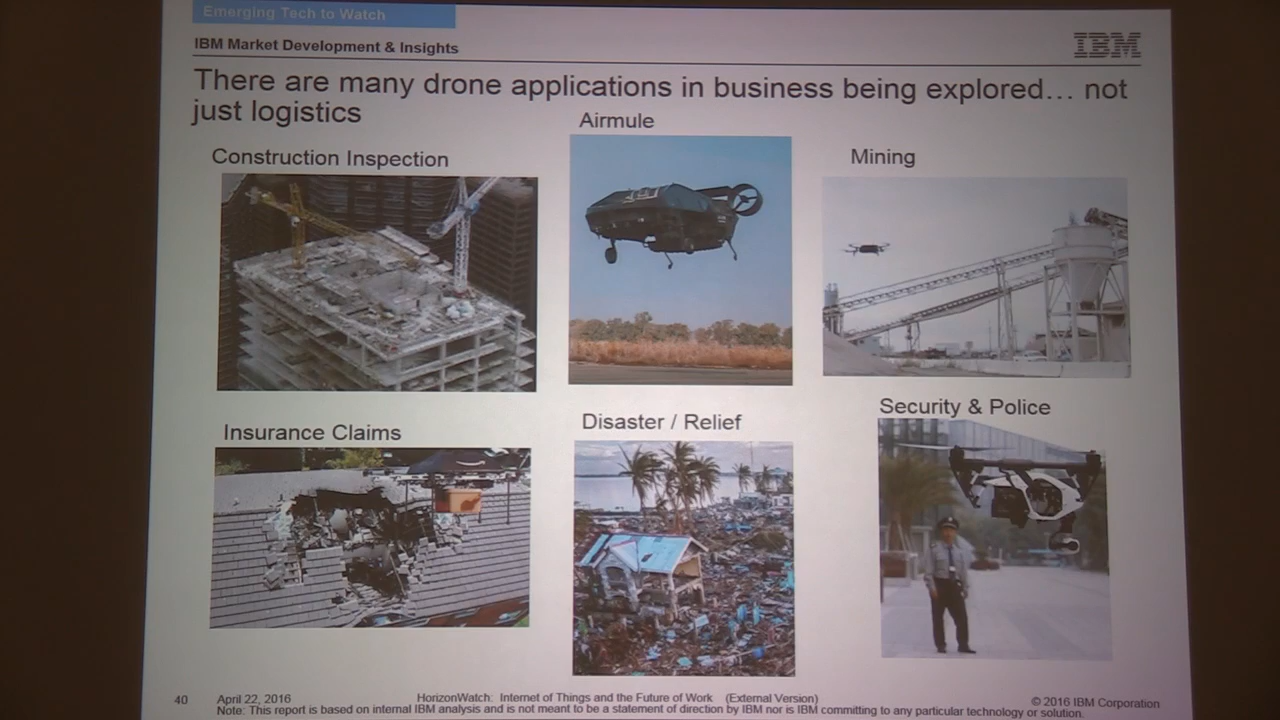 Emerging Tech to Watch
IBM Market Development & Insights
IBM
There are many drone applications in business being explored... not
just logistics
Airmule
Construction Inspection
Mining
Insurance Claims
Disaster / Relief
Security & Police
40
April 22, 2016
HorizonWatch: Internet of Things and the Future of Work (External Version)
© 2016 IBM Corporation
Note: This report is based on internal IBM analysis and is not meant to be a statement of direction by IBM nor is IBM committing to any particular technology or solution.